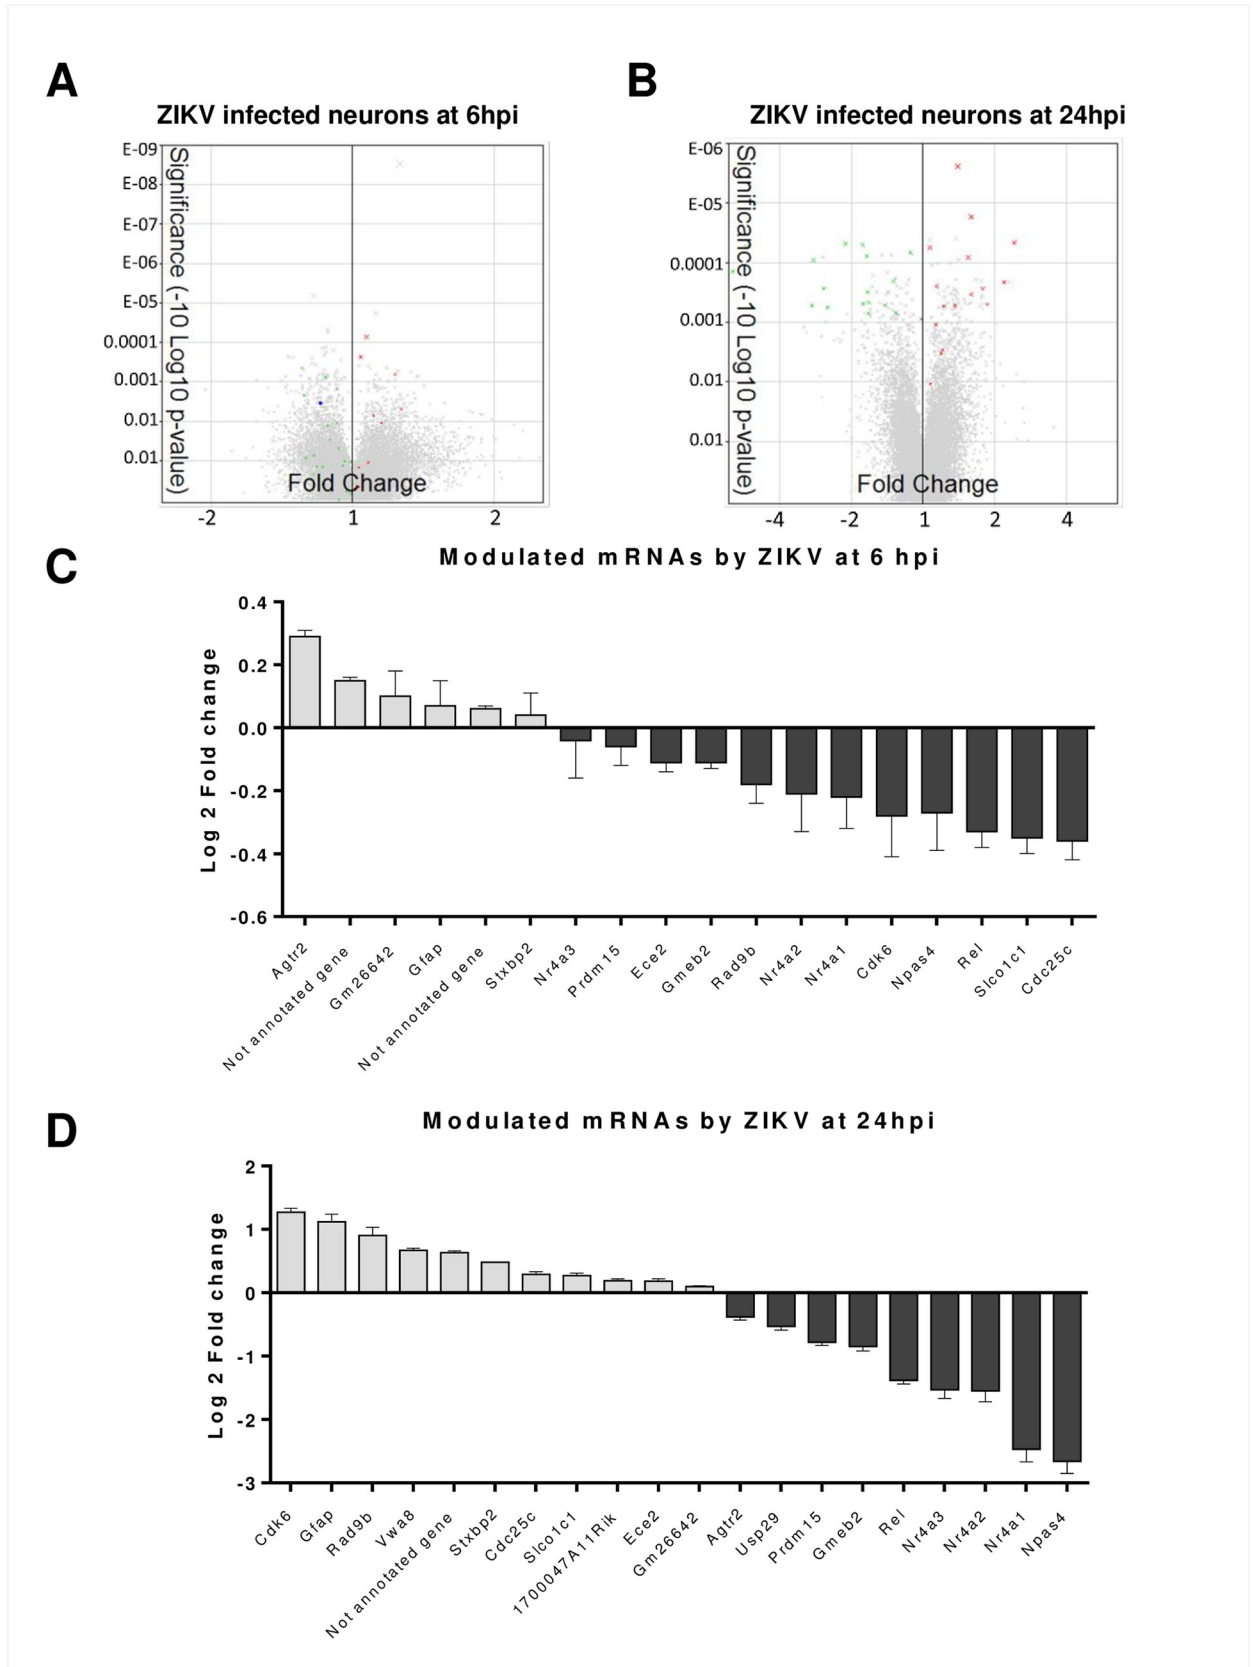 A
B
ZIKV infected neurons at 6hpi
ZIKV infected neurons at 24hpi
E-09
E-08
E-07
E-06
E-05
0.0001
0.001
0.01
0.01
Significance (-10 Log10 p-value)
Fold Change
-2
1
2
E-06
E-05
0.0001
0.001
0.01
0.01
Significance (-10 Log10 p-value)
Fold Change
-4
-2
1
2
4
C
Modulated mRNAs by ZIKV at 6 hpi
Log 2 Fold change
0.4
0.2
0.0
-0.2
-0.4
-0.6
Agtr2
Not annotated gene
Gm26642
Gfap
Not annotated gene
Stxbp2
Nr4a3
Prdm15
Ece2
Gmeb2
Rad9b
Nr4a2
Nr4a1
Cdk6
Npas4
Rel
Slco1c1
Cdc25c
D
Modulated mRNAs by ZIKV at 24hpi
Log 2 Fold change
2
1
0
-1
-2
-3
Cdk6
Gfap
Rad9b
Vwa8
Not annotated gene
Stxbp2
Cdc25c
Slco1c1
1700047A11Rik
Ece2
Gm26642
Agtr2
Usp29
Prdm15
Gmeb2
Rel
Nr4a3
Nr4a2
Nr4a1
Npas4